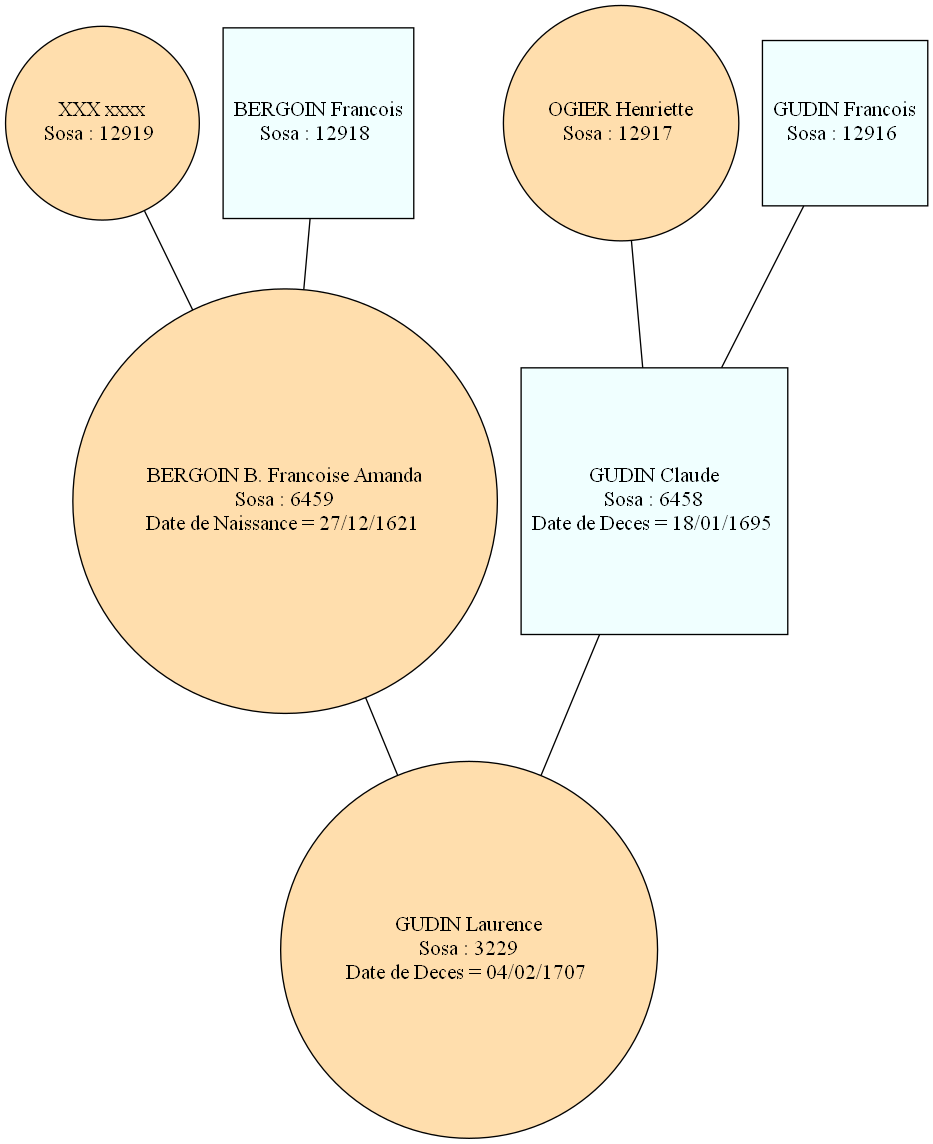 XXX xxxx
Sosa : 12919
BERGOIN Francois
Sosa : 12918
OGIER Henriette
Sosa : 12917
GUDIN Francois
Sosa : 12916
BERGOIN B. Francoise Amanda
Sosa : 6459
Date de Naissance = 27/12/1621
GUDIN Claude
Sosa : 6458
Date de Deces = 18/01/1695
GUDIN Laurence
Sosa : 3229
Date de Deces = 04/02/1707